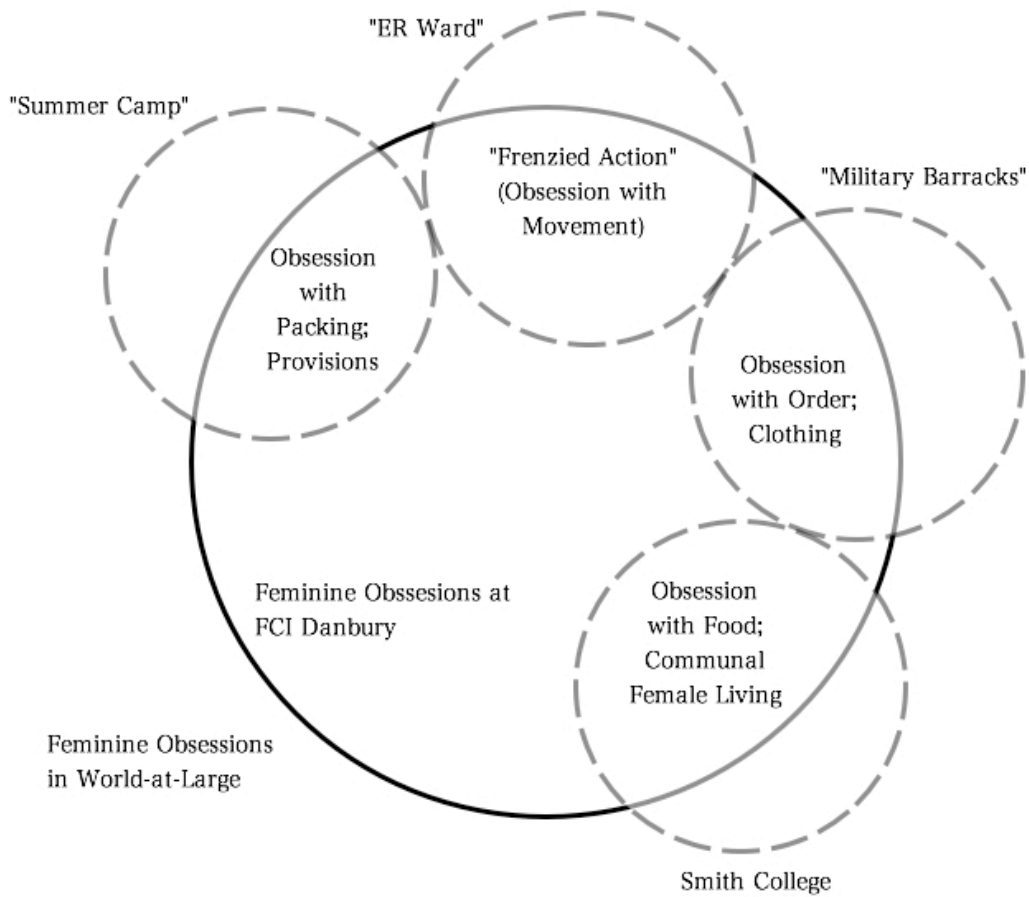 "ER Ward"
"Summer Camp"
"Frenzied Action"
(Obsession with
Movement)
"Military Barracks"
Obsession
with
Packing;
Provisions
Obsession
with Order;
Clothing
Feminine Obssesions at
FCI Danbury
Obsession
with Food;
Communal
Female Living
Feminine Obsessions
in World-at-Large
Smith College